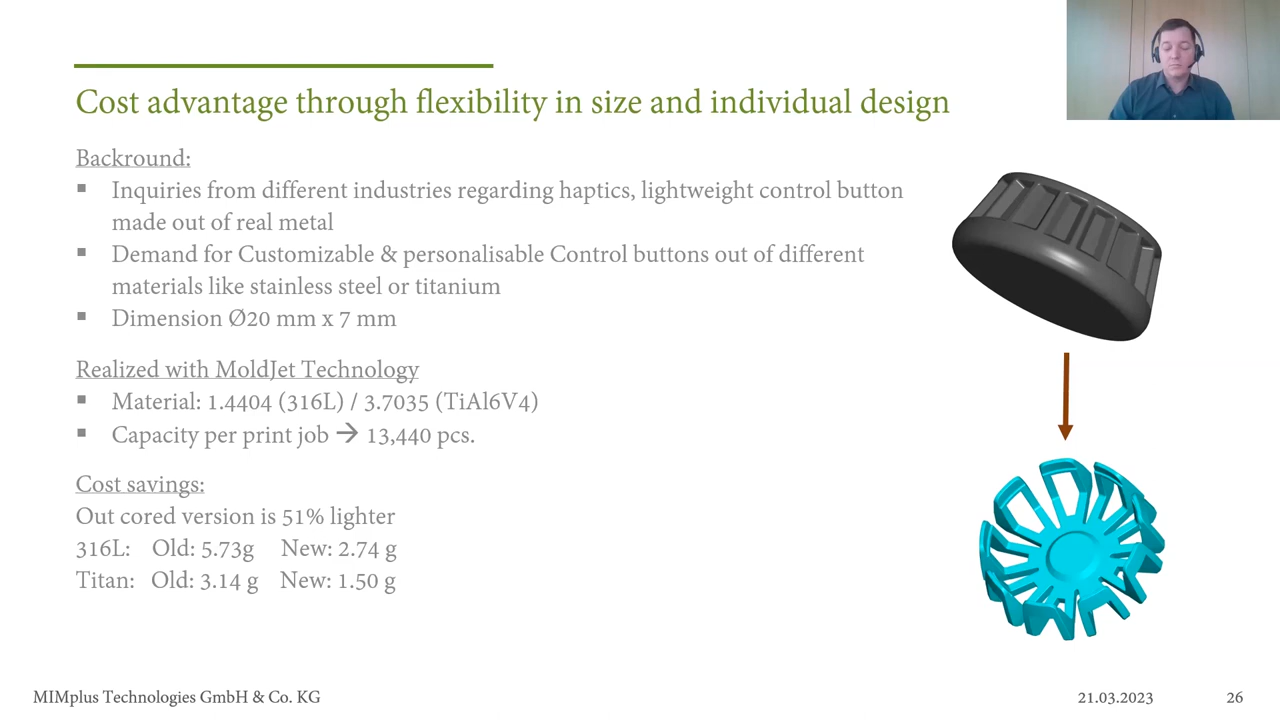 Cost advantage through flexibility in size and individual design
Backround:
▪ Inquiries from different industries regarding haptics, lightweight control button
made out of real metal
▪ Demand for Customizable & personalisable Control buttons out of different
materials like stainless steel or titanium
▪ Dimension Ø20 mm x 7 mm
Realized with MoldJet Technology
▪ Material: 1.4404 (316L) / 3.7035 (TiAl6V4)
▪ Capacity per print job → 13,440 pcs.
Cost savings:
Out cored version is 51% lighter
316L: Old: 5.73g New: 2.74 g
Titan: Old: 3.14 g New: 1.50 g
MIMplus Technologies GmbH & Co. KG
21.03.2023
26